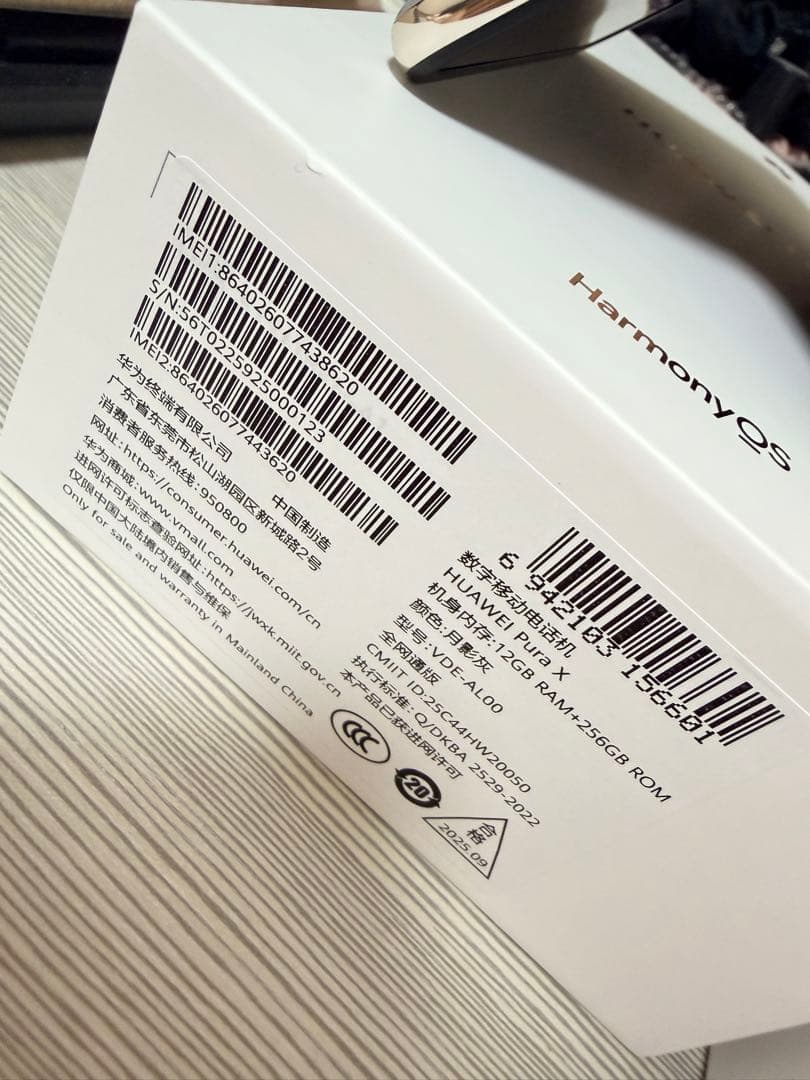 HarmonyOS
IMEI1:864026077438620
S/N:56T0225925000123
IMEI2:864026077443620
华为终端有限公司 中国制造
广东省东莞市松山湖园区新城路2号
消费者服务热线:950800
网址:https://consumer.huawei.com/cn
华为商城:www.vmall.com
进网许可标志查验网址:https://jwxk.miit.gov.cn
仅限中国大陆境内销售与维保
Only for sale and warranty in Mainland China
6 942103 156601
数字移动电话机
HUAWEI Pura X
机身内存:12GB RAM+256GB ROM
颜色:月影灰
型号:VDE-AL00
全网通版
CMIIT ID:25C44HW20050
执行标准:Q/DKBA 2529-2022
本产品已获进网许可
CCC
20
合格
2025.09